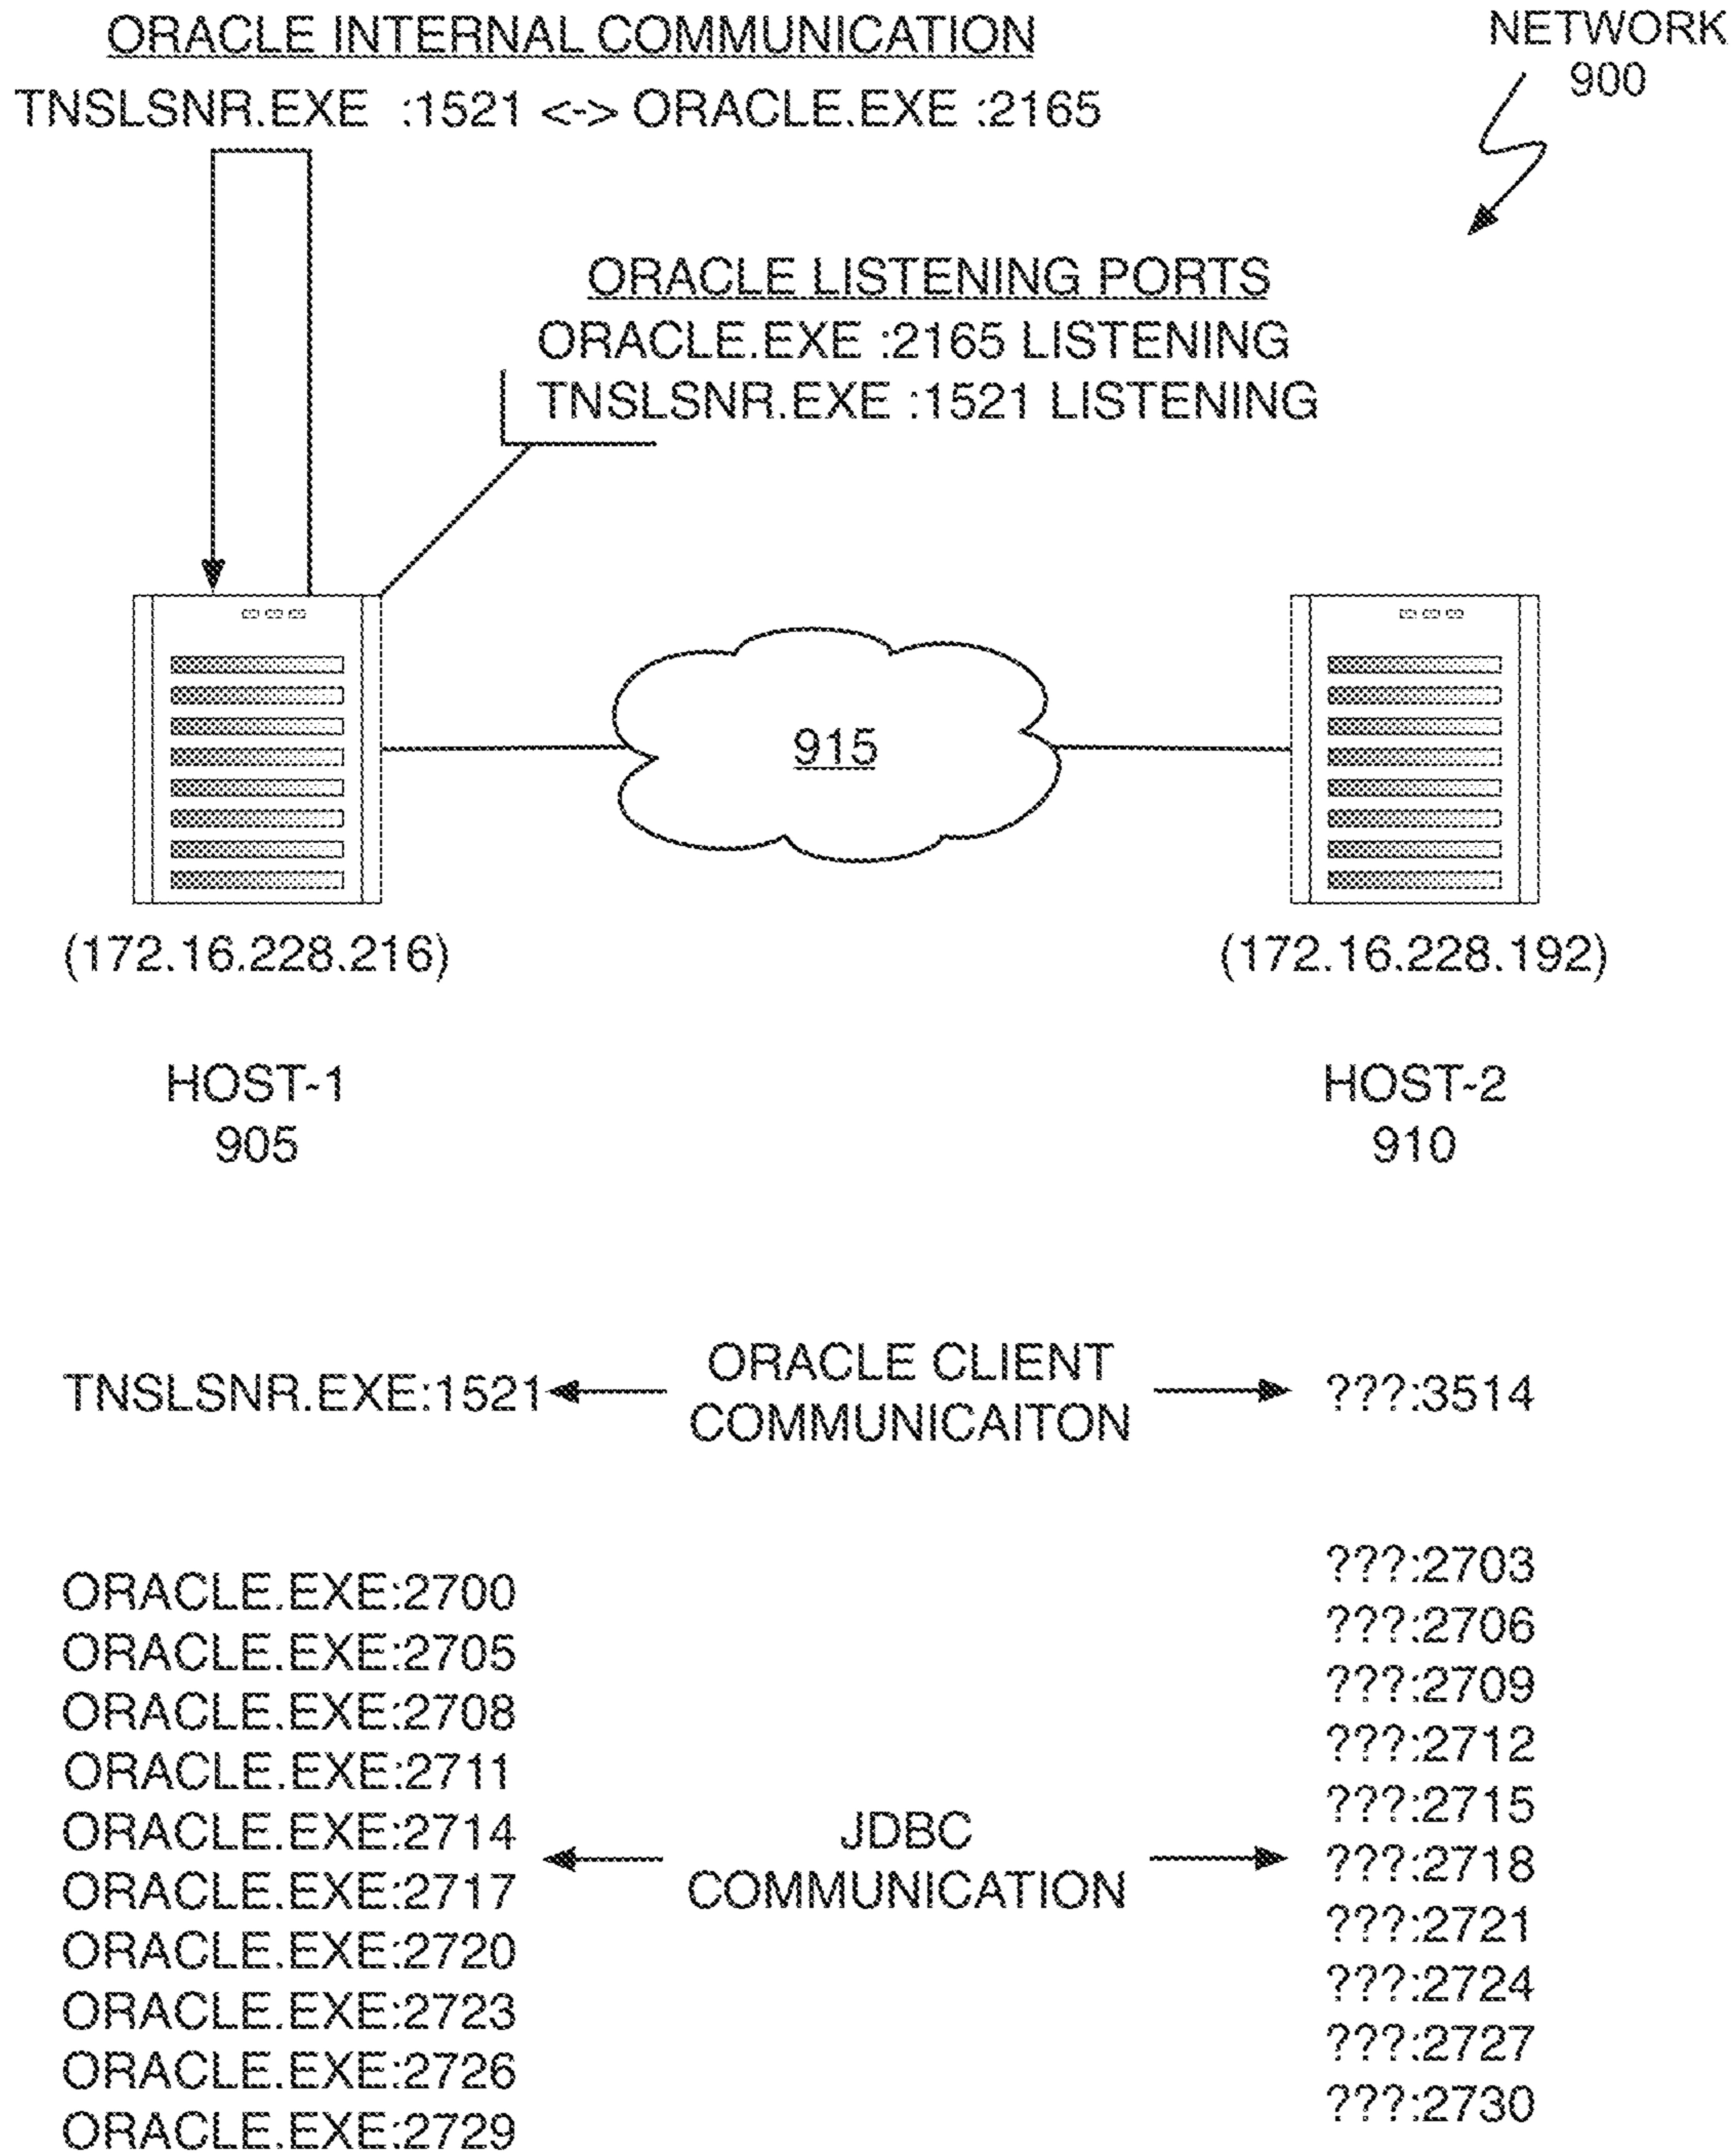 ORACLE INTERNAL COMMUNICATION
TNSLSNR.EXE :1521 <-> ORACLE.EXE :2165
NETWORK
900
ORACLE LISTENING PORTS
ORACLE.EXE :2165 LISTENING
TNSLSNR.EXE :1521 LISTENING
915
(172.16.228.216)
(172.16.228.192)
HOST-1
905
HOST-2
910
TNSLSNR.EXE:1521
ORACLE CLIENT
COMMUNICAITON
???:3514
ORACLE.EXE:2700
ORACLE.EXE:2705
ORACLE.EXE:2708
ORACLE.EXE:2711
ORACLE.EXE:2714
ORACLE.EXE:2717
ORACLE.EXE:2720
ORACLE.EXE:2723
ORACLE.EXE:2726
ORACLE.EXE:2729
JDBC
COMMUNICATION
???:2703
???:2706
???:2709
???:2712
???:2715
???:2718
???:2721
???:2724
???:2727
???:2730